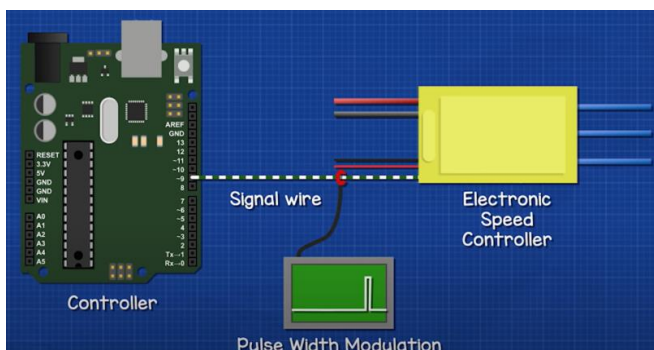 AREF
GND
13
12
~11
~10
~9
8
7
~6
~5
4
~3
2
Tx→1
Rx→0
RESET
3.3V
5V
GND
GND
VIN
A0
A1
A2
A3
A4
A5
Controller
Signal wire
Electronic
Speed
Controller
Pulse Width Modulation